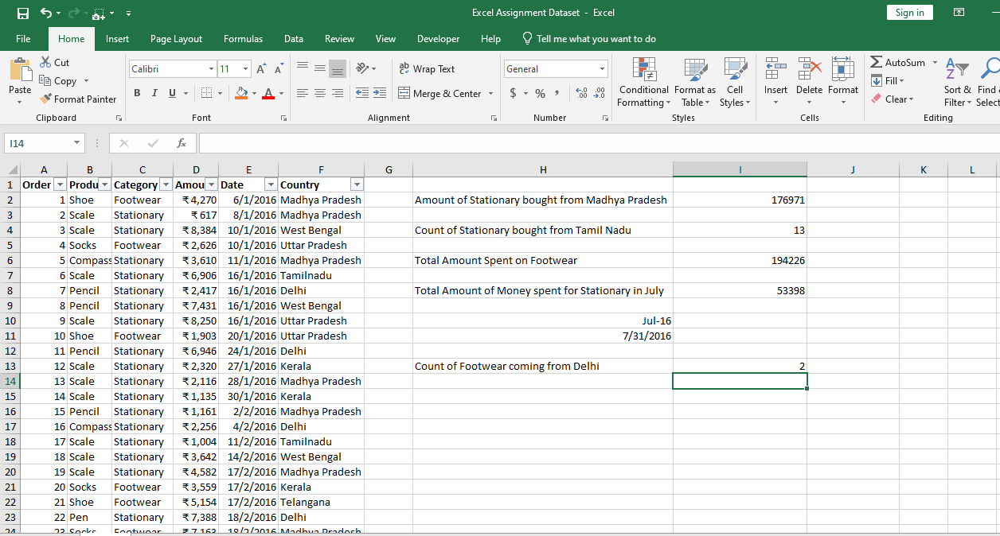 Excel Assignment Dataset - Excel
Sign in
File Home Insert Page Layout Formulas Data Review View Developer Help Tell me what you want to do
Paste
Cut
Copy
Format Painter
Clipboard
Calibri 11 A A
B I U A
Font
ab Wrap Text
Merge & Center
Alignment
General
$ % ,
Number
Conditional Formatting
Format as Table
Cell Styles
Styles
Insert Delete Format
Cells
AutoSum
Fill
Clear
Sort & Filter
Find
Select
Editing
I14 fx
A B C D E F G H I J K L
1 Order Produ Category Amou Date Country
2 1 Shoe Footwear ₹ 4,270 6/1/2016 Madhya Pradesh Amount of Stationary bought from Madhya Pradesh 176971
3 2 Scale Stationary ₹ 617 8/1/2016 Madhya Pradesh
4 3 Scale Stationary ₹ 8,384 10/1/2016 West Bengal Count of Stationary bought from Tamil Nadu 13
5 4 Socks Footwear ₹ 2,626 10/1/2016 Uttar Pradesh
6 5 Compass Stationary ₹ 3,610 11/1/2016 Madhya Pradesh Total Amount Spent on Footwear 194226
7 6 Scale Stationary ₹ 6,906 16/1/2016 Tamilnadu
8 7 Pencil Stationary ₹ 2,417 16/1/2016 Delhi Total Amount of Money spent for Stationary in July 53398
9 8 Pencil Stationary ₹ 7,431 16/1/2016 West Bengal
10 9 Scale Stationary ₹ 8,250 16/1/2016 Uttar Pradesh Jul-16
11 10 Shoe Footwear ₹ 1,903 20/1/2016 Uttar Pradesh 7/31/2016
12 11 Pencil Stationary ₹ 6,946 24/1/2016 Delhi
13 12 Scale Stationary ₹ 2,320 27/1/2016 Kerala Count of Footwear coming from Delhi 2
14 13 Scale Stationary ₹ 2,116 28/1/2016 Madhya Pradesh
15 14 Scale Stationary ₹ 1,135 30/1/2016 Kerala
16 15 Pencil Stationary ₹ 1,161 2/2/2016 Madhya Pradesh
17 16 Compass Stationary ₹ 2,256 4/2/2016 Delhi
18 17 Scale Stationary ₹ 1,004 11/2/2016 Tamilnadu
19 18 Scale Stationary ₹ 3,642 14/2/2016 West Bengal
20 19 Scale Stationary ₹ 4,582 17/2/2016 Madhya Pradesh
21 20 Socks Footwear ₹ 3,559 17/2/2016 Kerala
22 21 Shoe Footwear ₹ 5,154 17/2/2016 Telangana
23 22 Pen Stationary ₹ 7,388 18/2/2016 Delhi
24 23 Socks Footwear ₹ 7,163 18/2/2016 Madhya Pradesh